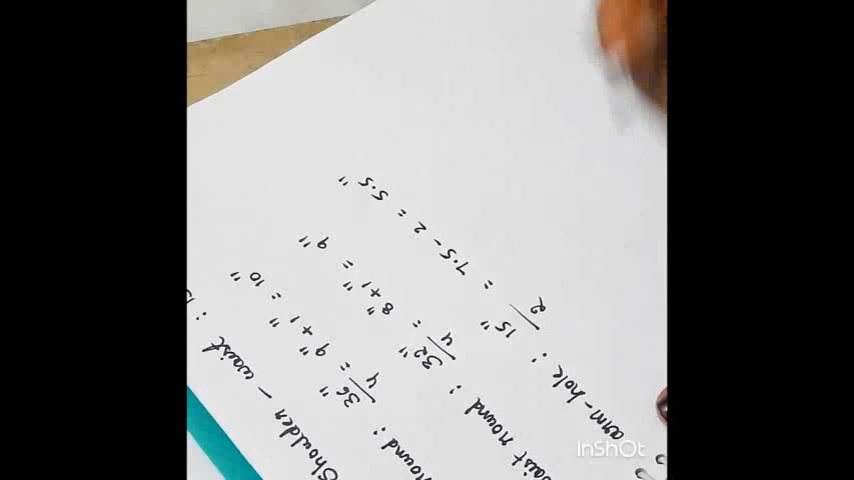 Shoulder - waist :
round : 36"/4 = 9" + 1" = 10"
aist round : 32"/4 = 8" + 1" = 9"
arm-hole : 15"/2 = 7.5 - 2 = 5.5"
InShOt